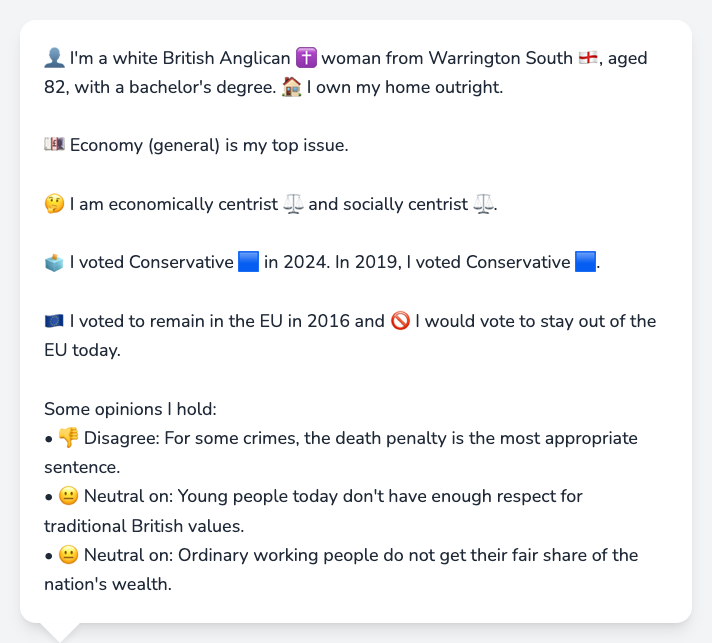 👤 I'm a white British Anglican ✝️ woman from Warrington South 🏴󠁧󠁢󠁥󠁮󠁧󠁿, aged
82, with a bachelor's degree. 🏠 I own my home outright.
💷 Economy (general) is my top issue.
🤔 I am economically centrist ⚖️ and socially centrist ⚖️.
🗳️ I voted Conservative 🟦 in 2024. In 2019, I voted Conservative 🟦.
🇪🇺 I voted to remain in the EU in 2016 and 🚫 I would vote to stay out of the
EU today.
Some opinions I hold:
• 👎 Disagree: For some crimes, the death penalty is the most appropriate
sentence.
• 😐 Neutral on: Young people today don't have enough respect for
traditional British values.
• 😐 Neutral on: Ordinary working people do not get their fair share of the
nation's wealth.